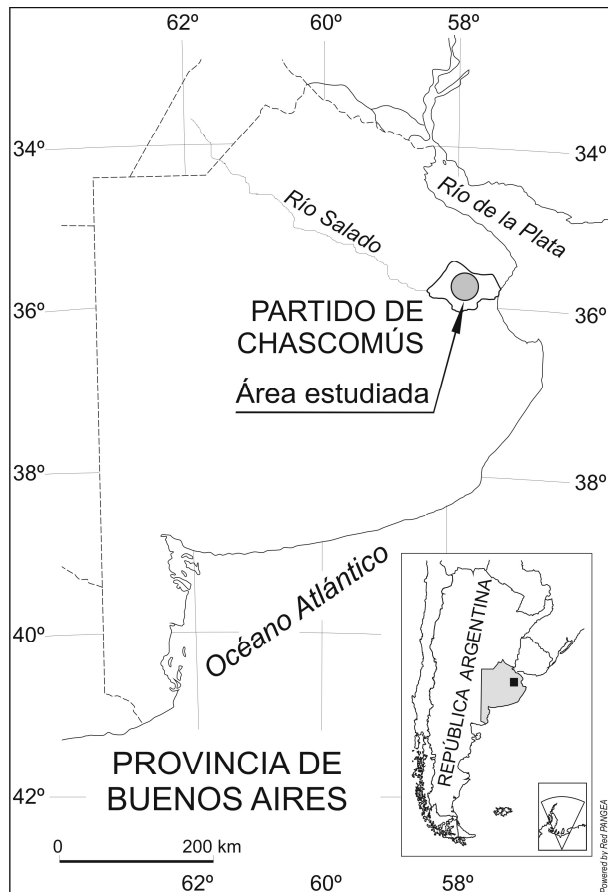 62º 60º 58º
34º
34º
Río Salado
Río de la Plata
36º
36º
PARTIDO DE
CHASCOMÚS
Área estudiada
38º
38º
Océano Atlántico
40º
REPÚBLICA ARGENTINA
PROVINCIA DE
BUENOS AIRES
42º
0 200 km
62º 60º 58º
Powered by Red PANGEA